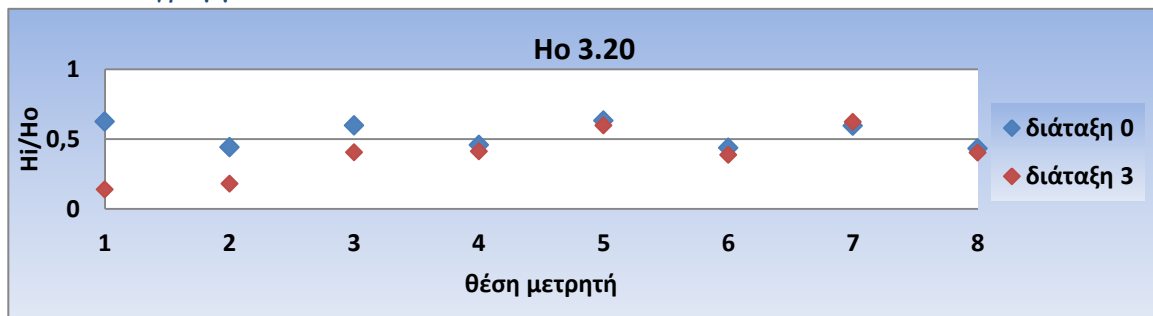 Ho 3.20
1
0,5
0
Hi/Ho
1 2 3 4 5 6 7 8
θέση μετρητή
διάταξη 0
διάταξη 3